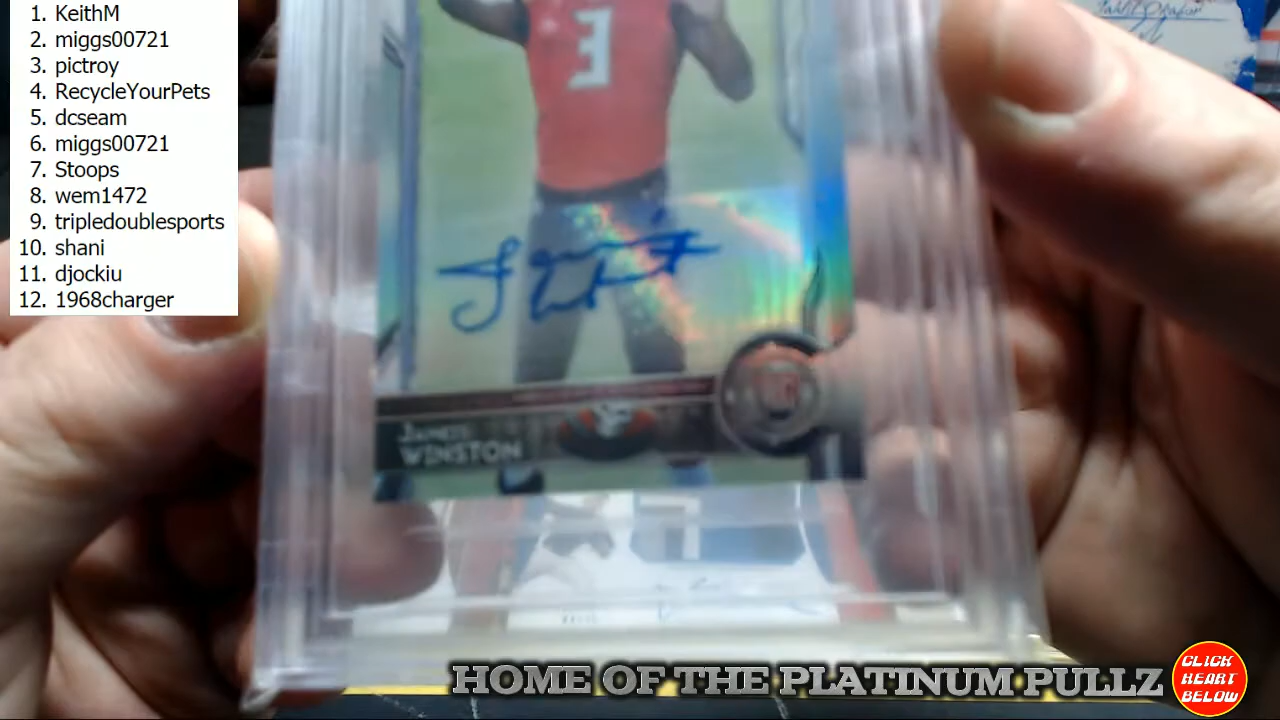 1. KeithM
2. miggs00721
3. pictroy
4. RecycleYourPets
5. dcseam
6. miggs00721
7. Stoops
8. wem1472
9. tripledoublesports
10. shani
11. djockiu
12. 1968charger
3
Jameis
WINSTON
HOME OF THE PLATINUM PULLZ
CLICK
HEART
BELOW